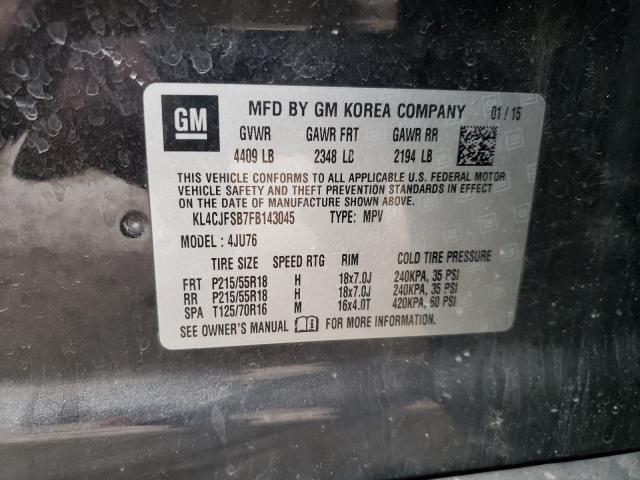 GM MFD BY GM KOREA COMPANY 01/15
GVWR GAWR FRT GAWR RR
4409 LB 2348 LB 2194 LB
THIS VEHICLE CONFORMS TO ALL APPLICABLE U.S. FEDERAL MOTOR
VEHICLE SAFETY AND THEFT PREVENTION STANDARDS IN EFFECT
ON THE DATE OF MANUFACTURE SHOWN ABOVE.
KL4CJFSB7FB143045 TYPE: MPV
MODEL: 4JU76
TIRE SIZE SPEED RTG RIM COLD TIRE PRESSURE
FRT P215/55R18 H 18x7.0J 240KPA, 35 PSI
RR P215/55R18 H 18x7.0J 240KPA, 35 PSI
SPA T125/70R16 M 16x4.0T 420KPA, 60 PSI
SEE OWNER'S MANUAL FOR MORE INFORMATION.